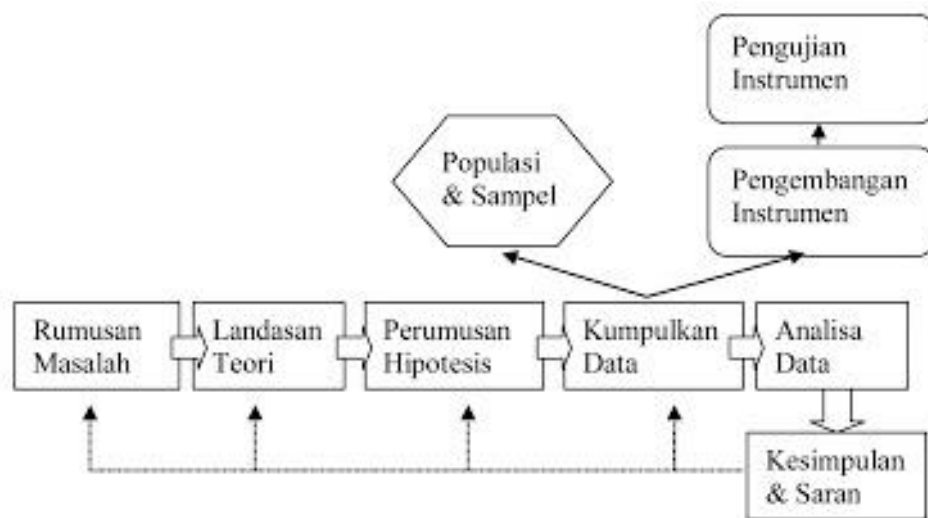 Pengujian
Instrumen
Populasi
& Sampel
Pengembangan
Instrumen
Rumusan
Masalah
Landasan
Teori
Perumusan
Hipotesis
Kumpulkan
Data
Analisa
Data
Kesimpulan
& Saran